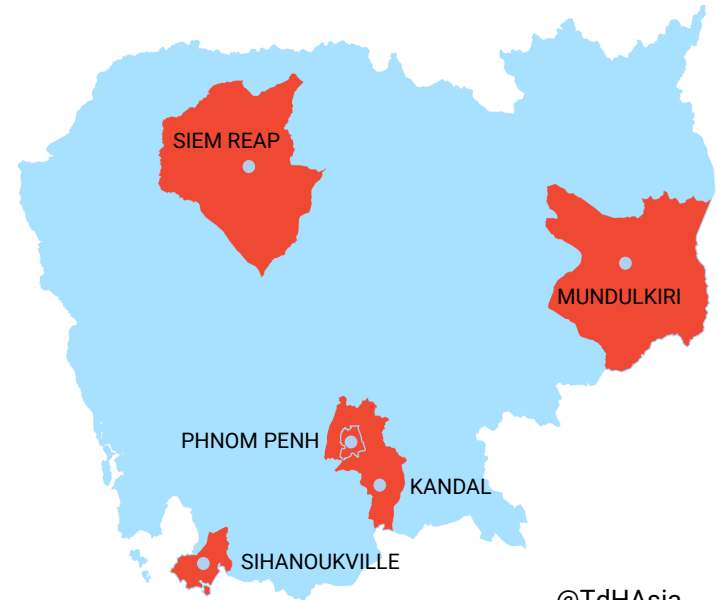 SIEM REAP
MUNDULKIRI
PHNOM PENH
KANDAL
SIHANOUKVILLE
@TdHAsia